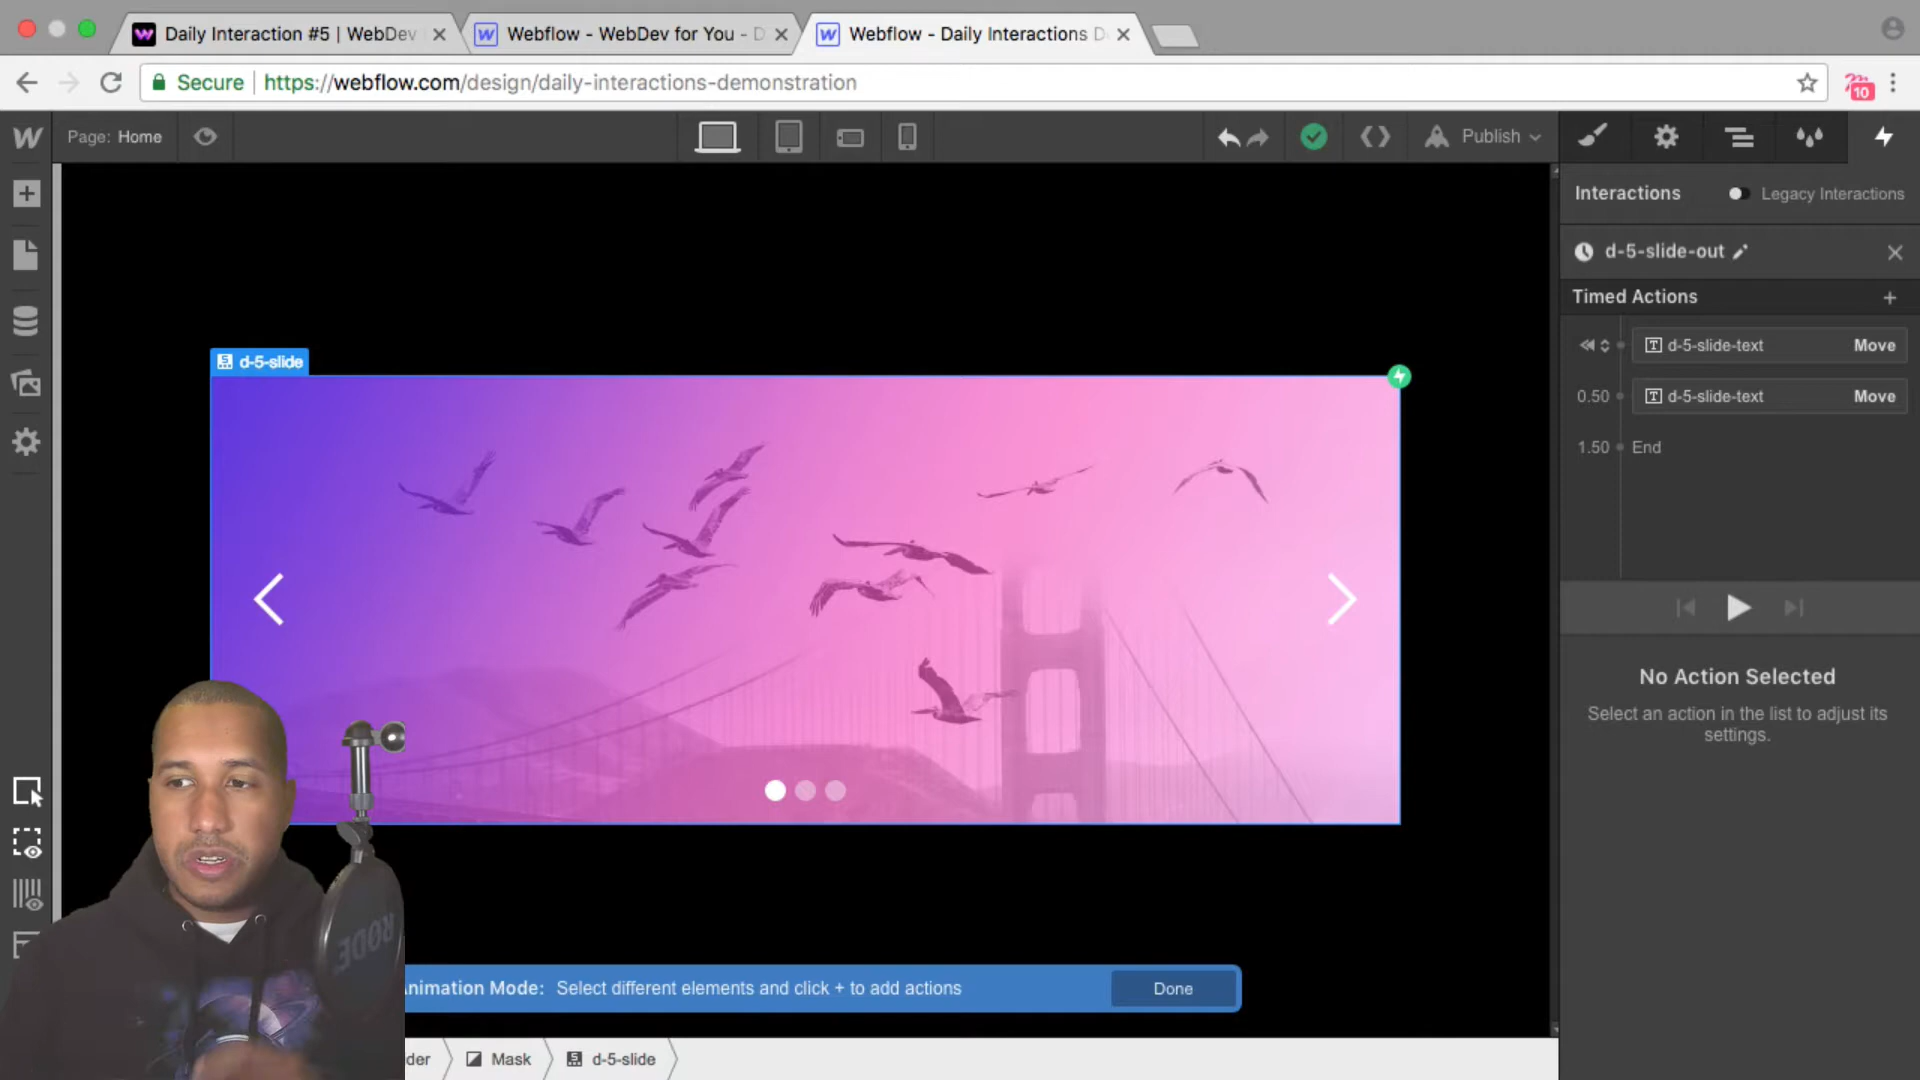 Daily Interaction #5 | WebDev
Webflow - WebDev for You - D
Webflow - Daily Interactions D
Secure
https://webflow.com/design/daily-interactions-demonstration
10
Page: Home
Publish
Interactions
Legacy Interactions
d-5-slide-out
Timed Actions
d-5-slide-text Move
0.50 d-5-slide-text Move
1.50 End
d-5-slide
No Action Selected
Select an action in the list to adjust its
settings.
RODE
nimation Mode: Select different elements and click + to add actions
Done
der
Mask
d-5-slide